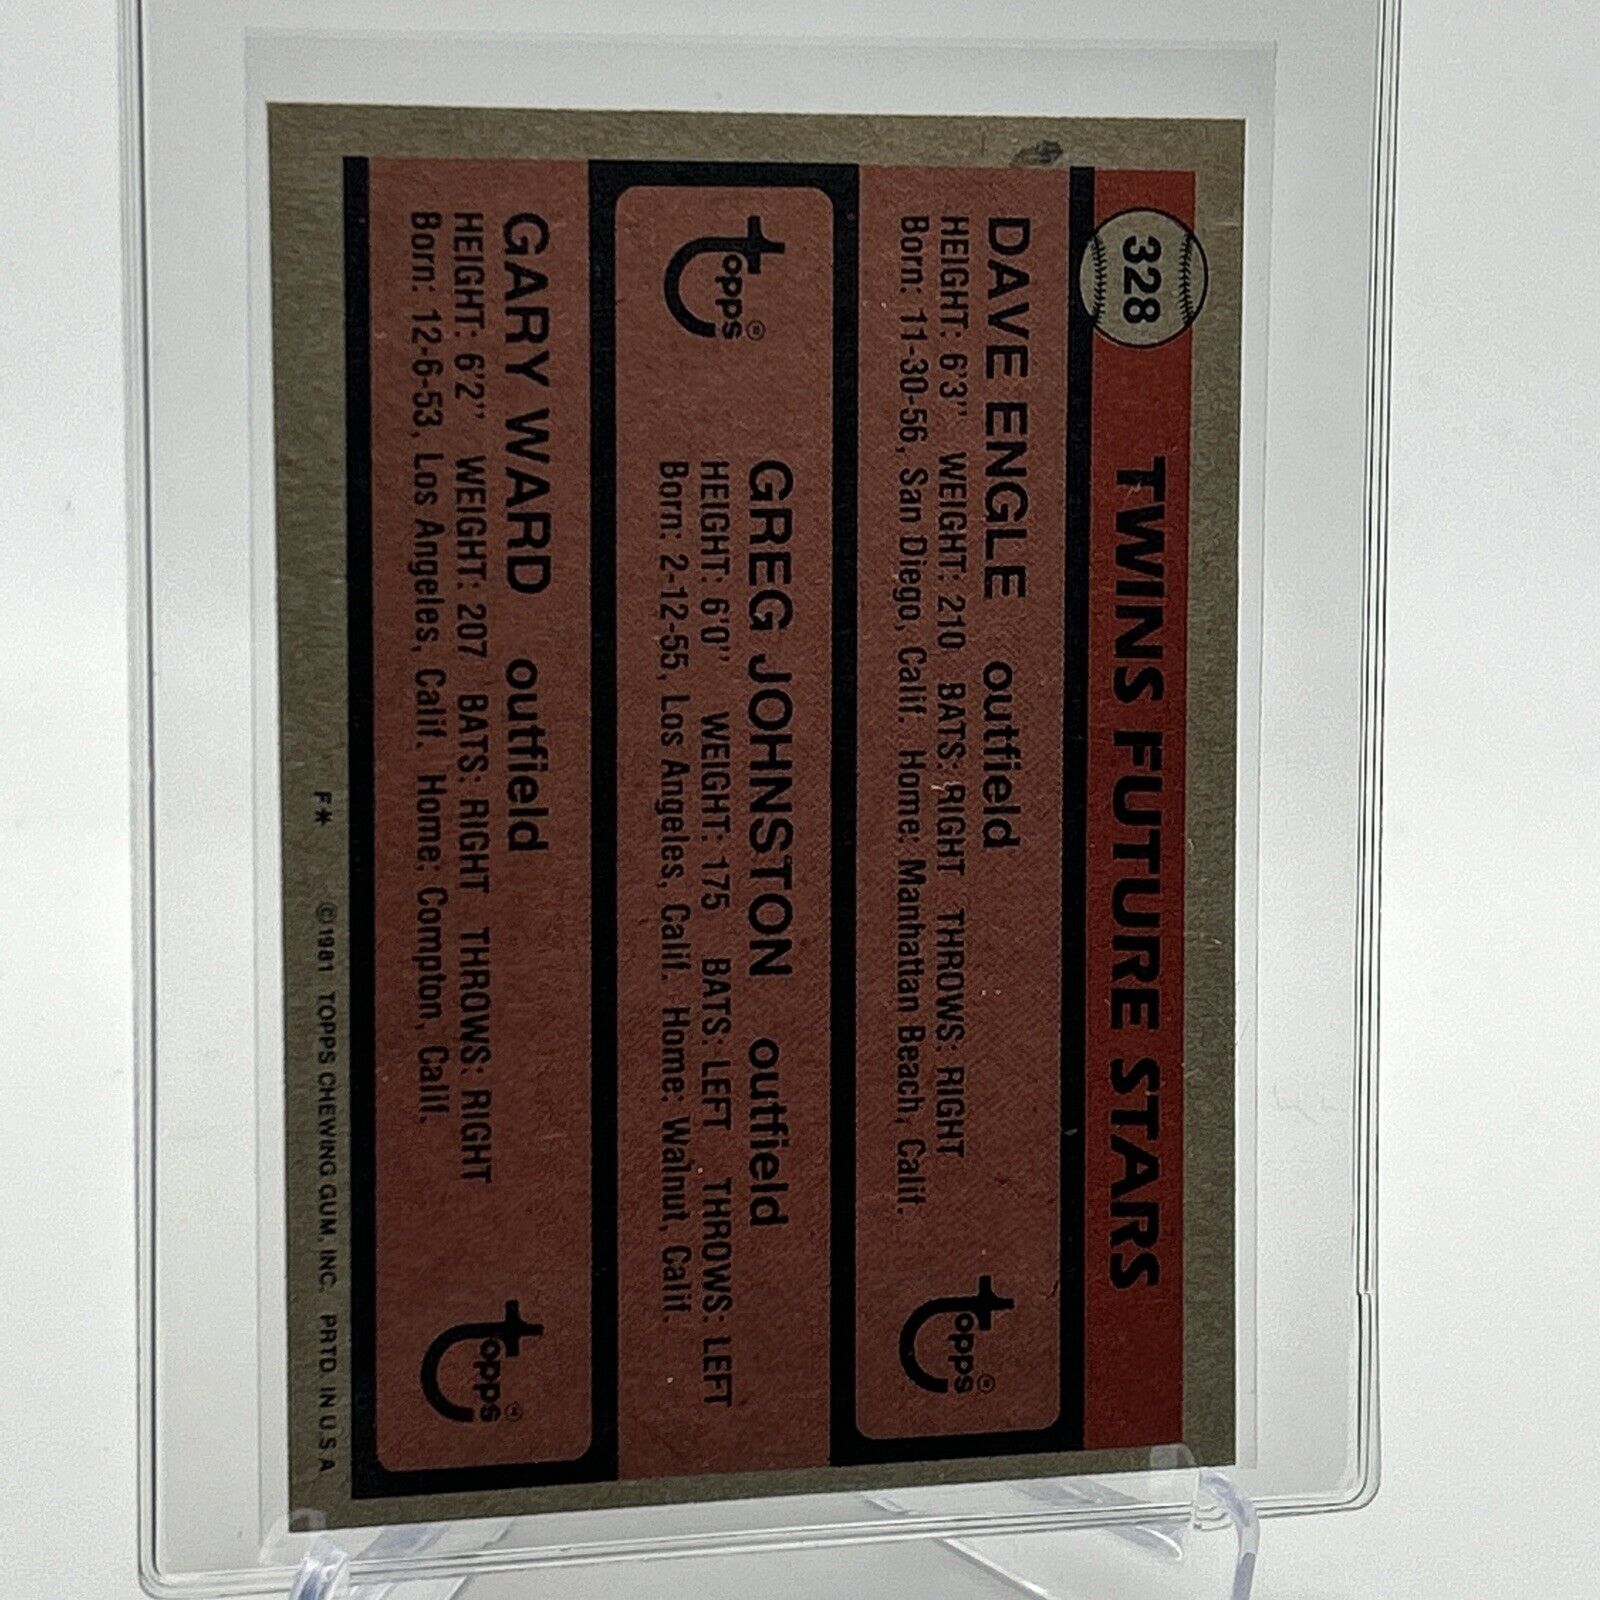 328
TWINS FUTURE STARS
DAVE ENGLE outfield
HEIGHT: 6'3" WEIGHT: 210 BATS: RIGHT THROWS: RIGHT
Born: 11-30-56, San Diego, Calif. Home: Manhattan Beach, Calif.
Topps®
Topps®
GREG JOHNSTON outfield
HEIGHT: 6'0" WEIGHT: 175 BATS: LEFT THROWS: LEFT
Born: 2-12-55, Los Angeles, Calif. Home: Walnut, Calif.
GARY WARD outfield
HEIGHT: 6'2" WEIGHT: 207 BATS: RIGHT THROWS: RIGHT
Born: 12-6-53, Los Angeles, Calif. Home: Compton, Calif.
Topps®
F* ©1981 TOPPS CHEWING GUM, INC. PRTD. IN U.S.A.